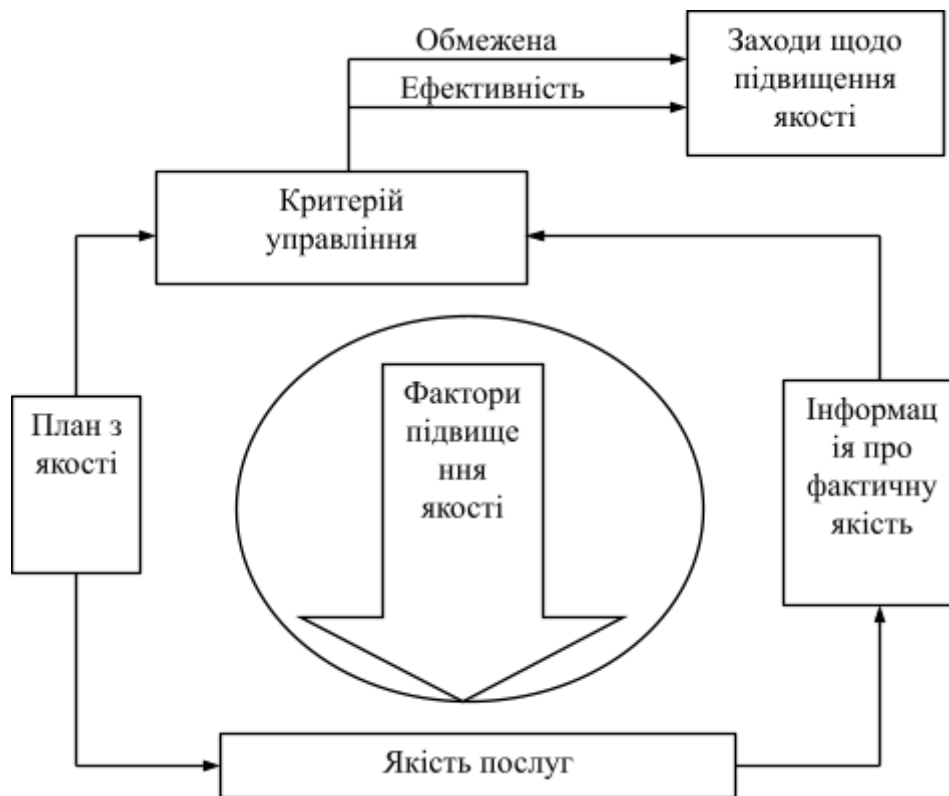 Обмежена
Ефективність
Заходи щодо
підвищення
якості
Критерій
управління
План з
якості
Фактори
підвище
ння
якості
Інформац
ія про
фактичну
якість
Якість послуг